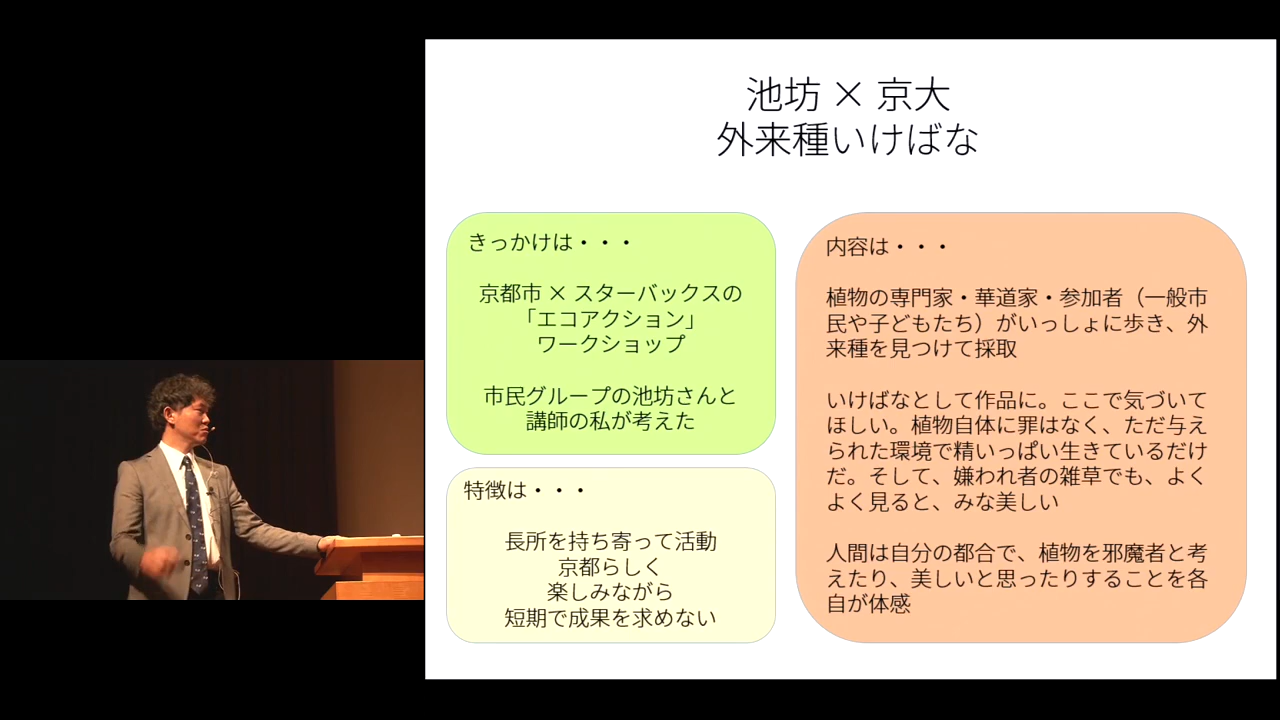 池坊 × 京大
外来種いけばな
きっかけは・・・
京都市 × スターバックスの
「エコアクション」
ワークショップ
市民グループの池坊さんと
講師の私が考えた
特徴は・・・
長所を持ち寄って活動
京都らしく
楽しみながら
短期で成果を求めない
内容は・・・
植物の専門家・華道家・参加者（一般市
民や子どもたち）がいっしょに歩き、外
来種を見つけて採取
いけばなとして作品に。ここで気づいて
ほしい。植物自体に罪はなく、ただ与え
られた環境で精いっぱい生きているだけ
だ。そして、嫌われ者の雑草でも、よく
よく見ると、みな美しい
人間は自分の都合で、植物を邪魔者と考
えたり、美しいと思ったりすることを各
自が体感